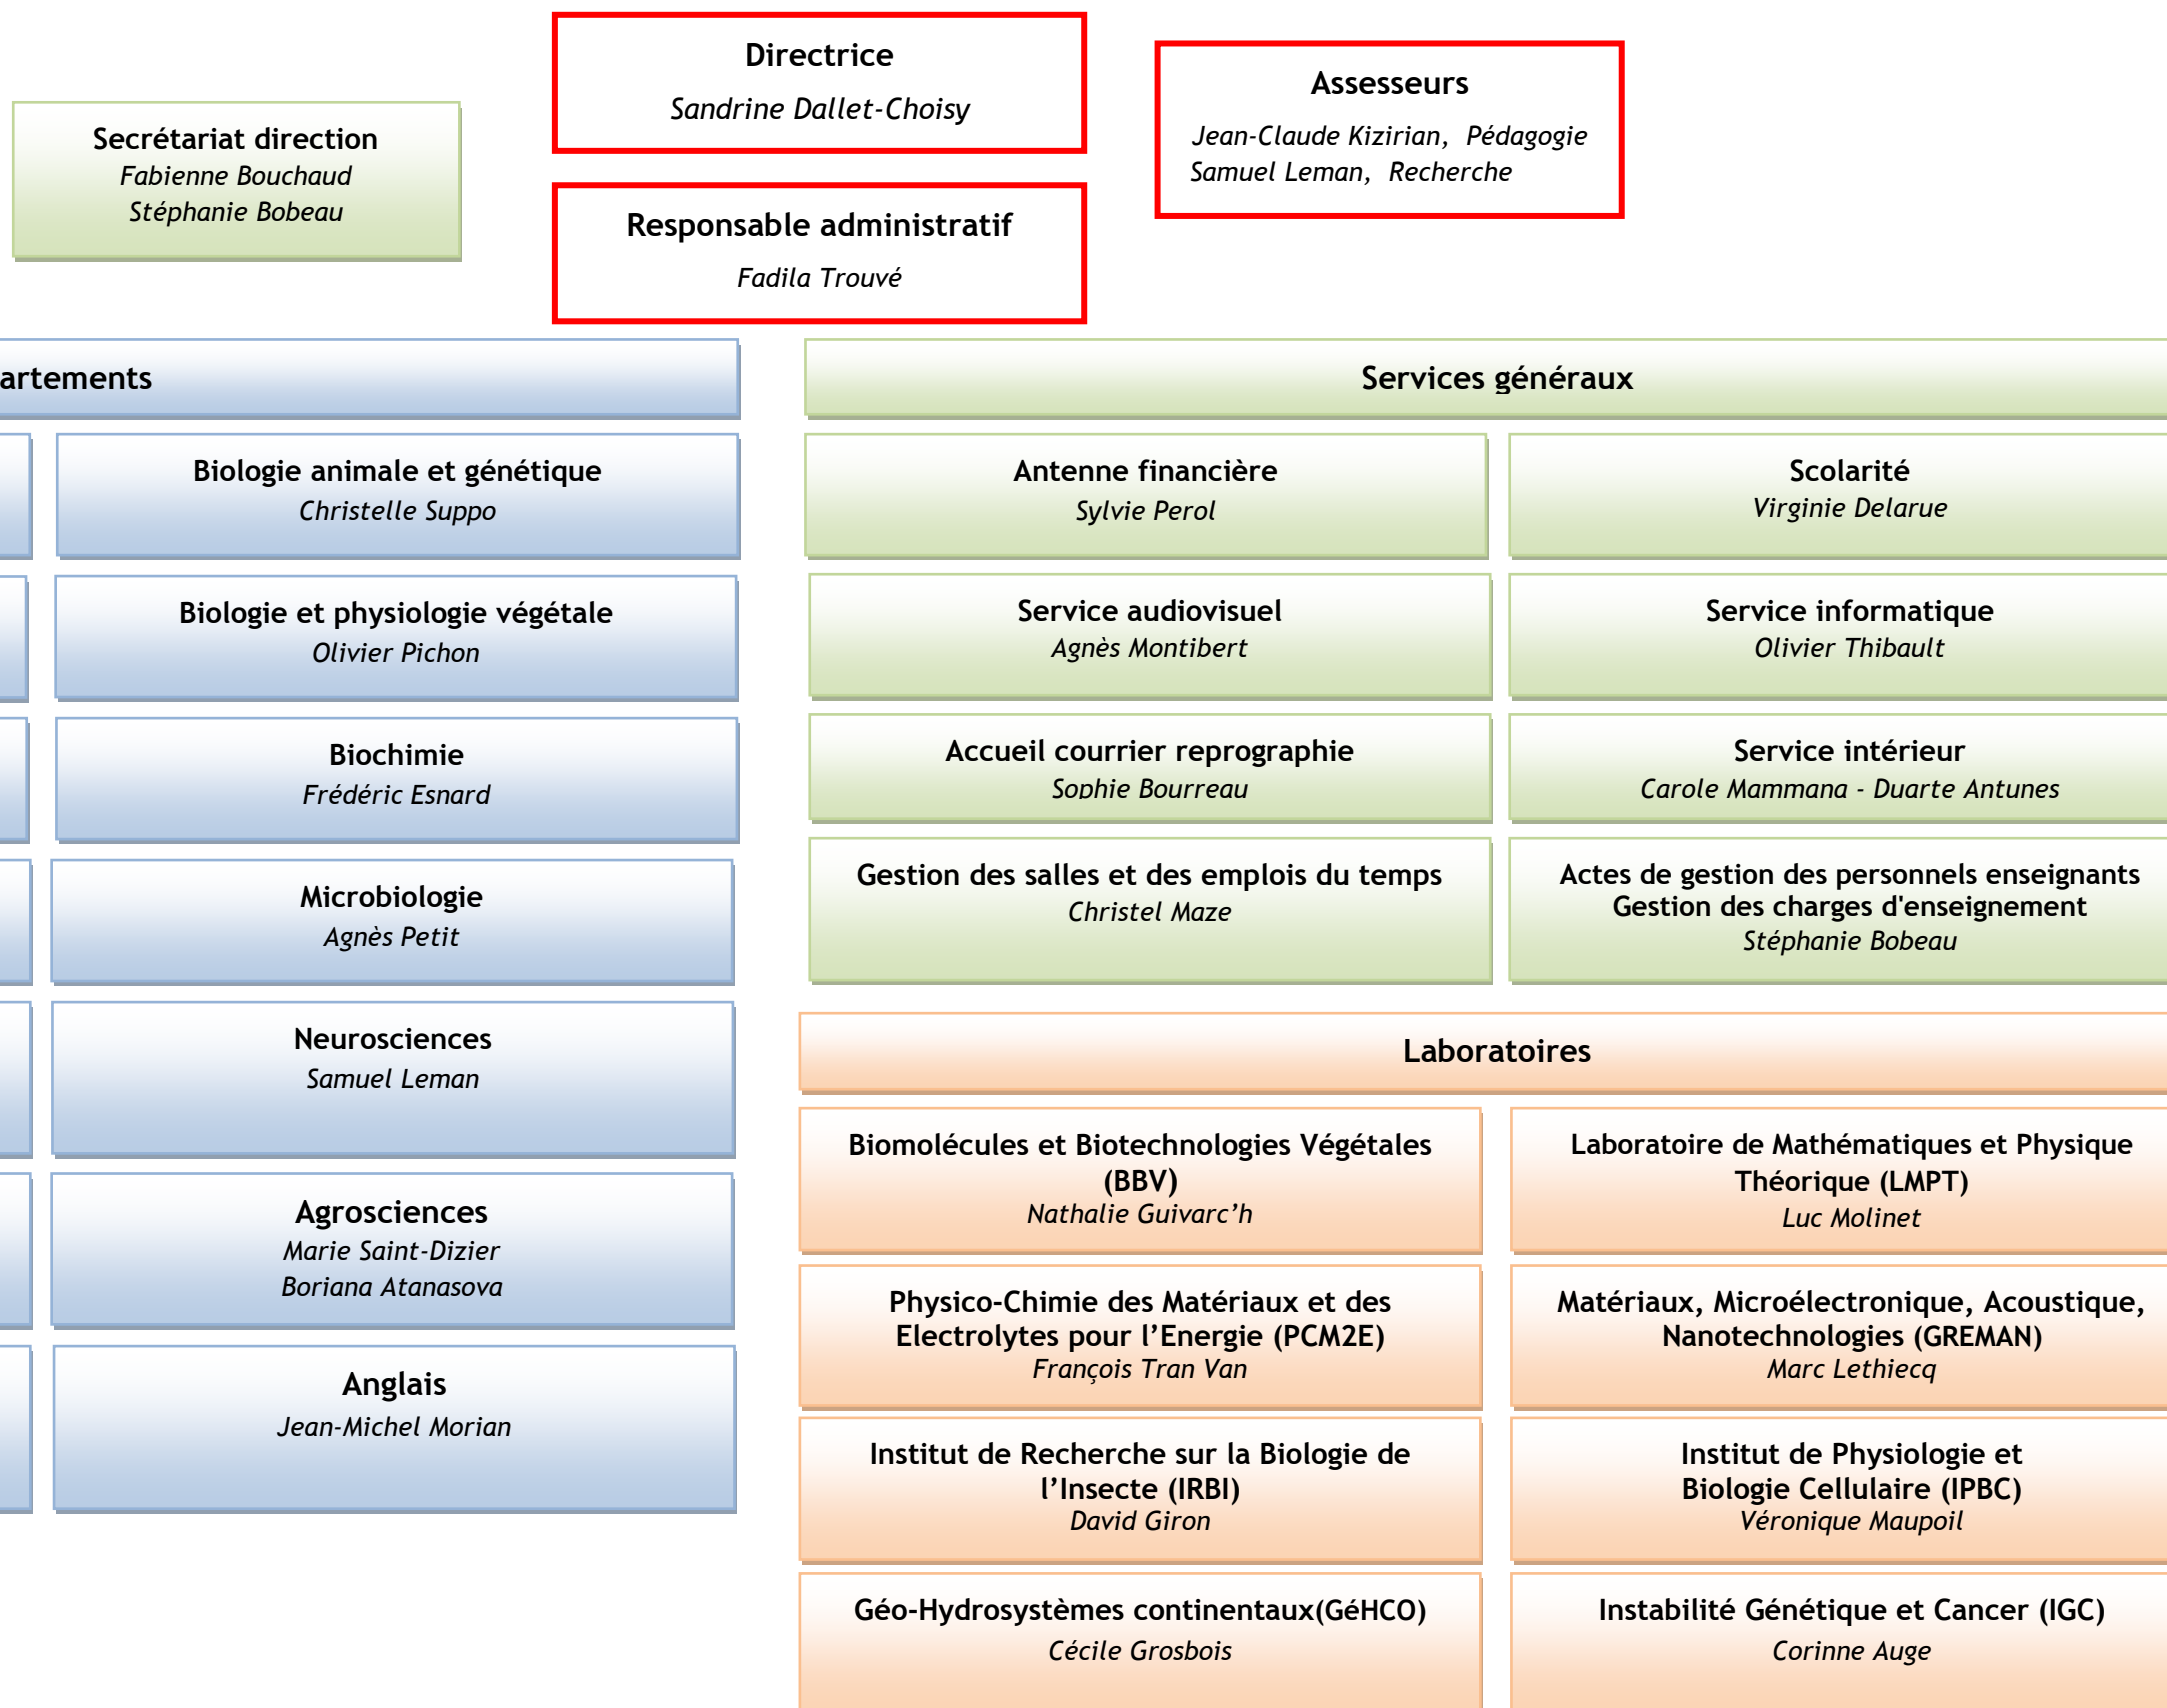 Directrice
Sandrine Dallet-Choisy
Assesseurs
Jean-Claude Kizirian, Pédagogie
Samuel Leman, Recherche
Secrétariat direction
Fabienne Bouchaud
Stéphanie Bobeau
Responsable administratif
Fadila Trouvé
artements
Biologie animale et génétique
Christelle Suppo
Biologie et physiologie végétale
Olivier Pichon
Biochimie
Frédéric Esnard
Microbiologie
Agnès Petit
Neurosciences
Samuel Leman
Agrosciences
Marie Saint-Dizier
Boriana Atanasova
Anglais
Jean-Michel Morian
Services généraux
Antenne financière
Sylvie Perol
Scolarité
Virginie Delarue
Service audiovisuel
Agnès Montibert
Service informatique
Olivier Thibault
Accueil courrier reprographie
Sophie Bourreau
Service intérieur
Carole Mammana - Duarte Antunes
Gestion des salles et des emplois du temps
Christel Maze
Actes de gestion des personnels enseignants
Gestion des charges d'enseignement
Stéphanie Bobeau
Laboratoires
Biomolécules et Biotechnologies Végétales
(BBV)
Nathalie Guivarc’h
Laboratoire de Mathématiques et Physique
Théorique (LMPT)
Luc Molinet
Physico-Chimie des Matériaux et des
Electrolytes pour l’Energie (PCM2E)
François Tran Van
Matériaux, Microélectronique, Acoustique,
Nanotechnologies (GREMAN)
Marc Lethiecq
Institut de Recherche sur la Biologie de
l’Insecte (IRBI)
David Giron
Institut de Physiologie et
Biologie Cellulaire (IPBC)
Véronique Maupoil
Géo-Hydrosystèmes continentaux(GéHCO)
Cécile Grosbois
Instabilité Génétique et Cancer (IGC)
Corinne Auge